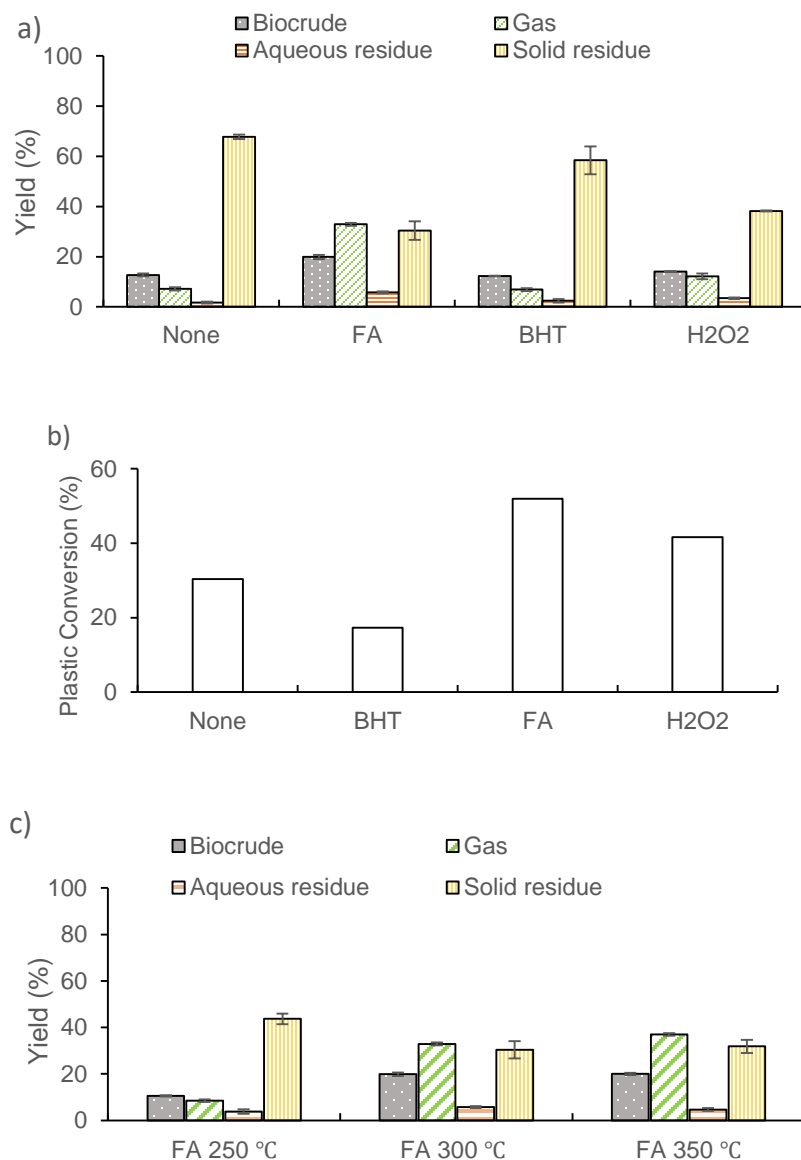 a)
Biocrude
Gas
Aqueous residue
Solid residue
Yield (%)
100
80
60
40
20
0
None
FA
BHT
H2O2
b)
Plastic Conversion (%)
60
40
20
0
None
BHT
FA
H2O2
c)
Biocrude
Gas
Aqueous residue
Solid residue
Yield (%)
100
80
60
40
20
0
FA 250 ℃
FA 300 ℃
FA 350 ℃